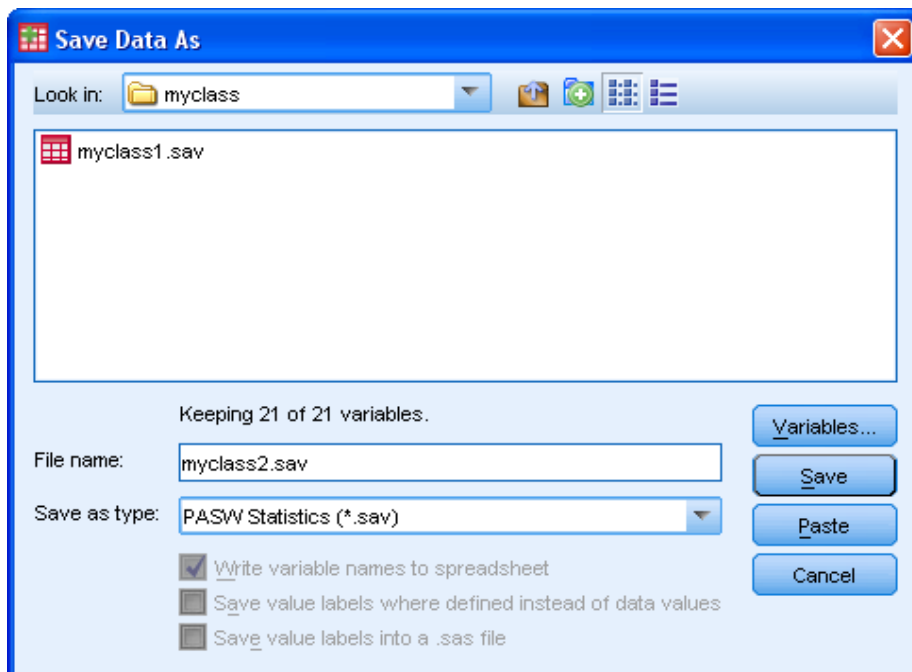 Save Data As
Look in: myclass
myclass1.sav
Keeping 21 of 21 variables.
Variables...
File name: myclass2.sav
Save
Save as type: PASW Statistics (*.sav)
Paste
Write variable names to spreadsheet
Cancel
Save value labels where defined instead of data values
Save value labels into a .sas file